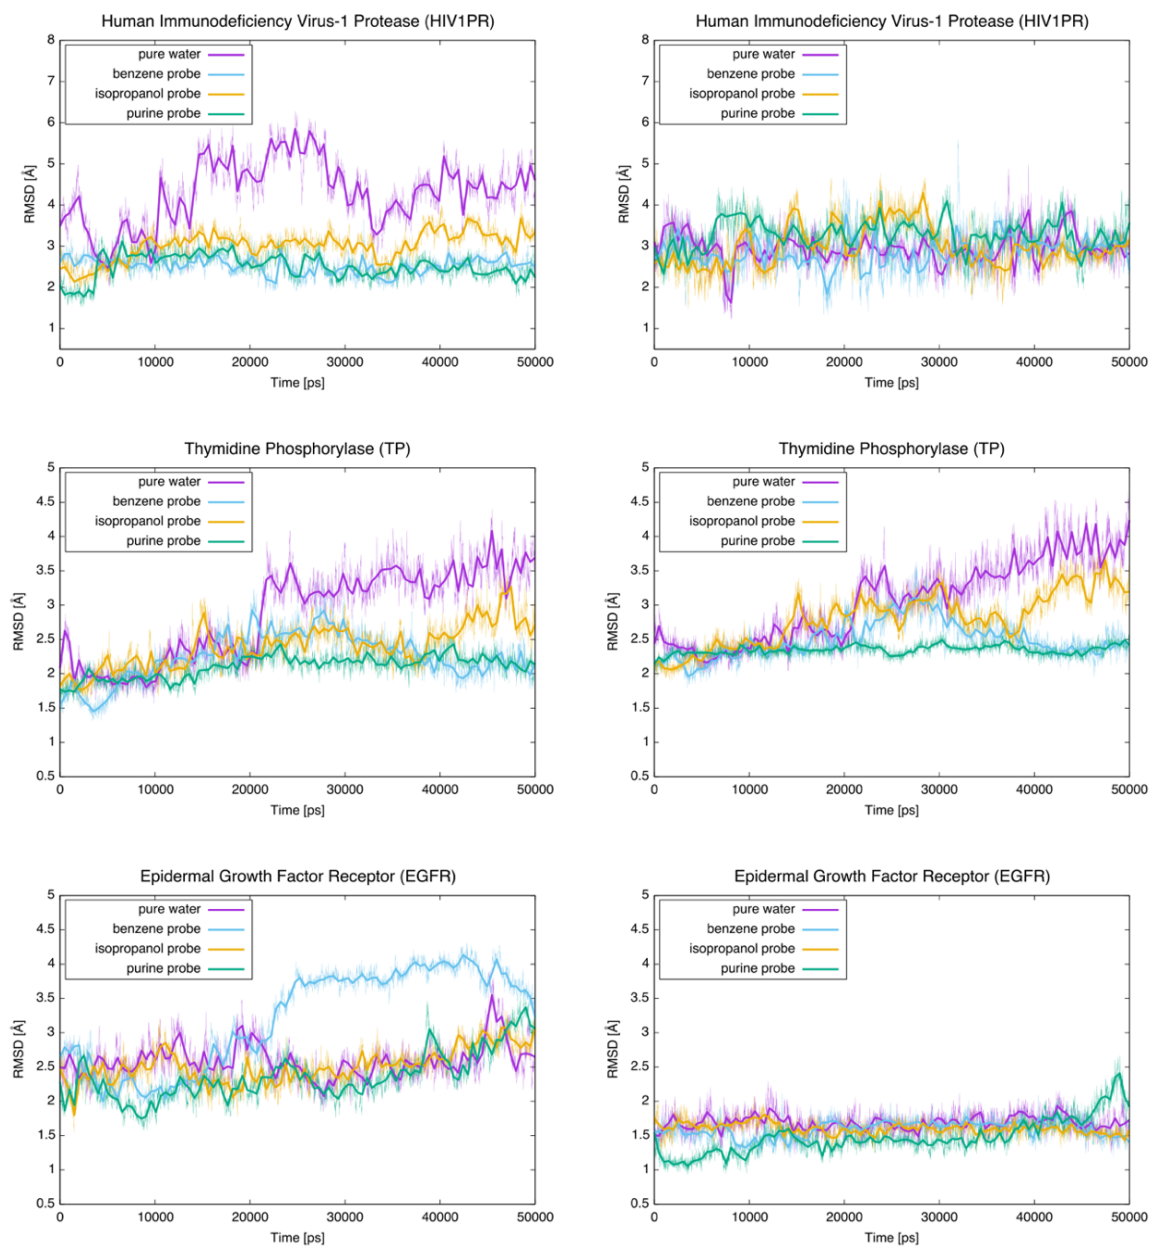 Human Immunodeficiency Virus-1 Protease (HIV1PR)
pure water
benzene probe
isopropanol probe
purine probe
8
7
6
5
4
3
2
1
RMSD [Å]
0 10000 20000 30000 40000 50000
Time [ps]
Human Immunodeficiency Virus-1 Protease (HIV1PR)
pure water
benzene probe
isopropanol probe
purine probe
8
7
6
5
4
3
2
1
RMSD [Å]
0 10000 20000 30000 40000 50000
Time [ps]
Thymidine Phosphorylase (TP)
pure water
benzene probe
isopropanol probe
purine probe
5
4.5
4
3.5
3
2.5
2
1.5
1
0.5
RMSD [Å]
0 10000 20000 30000 40000 50000
Time [ps]
Thymidine Phosphorylase (TP)
pure water
benzene probe
isopropanol probe
purine probe
5
4.5
4
3.5
3
2.5
2
1.5
1
0.5
RMSD [Å]
0 10000 20000 30000 40000 50000
Time [ps]
Epidermal Growth Factor Receptor (EGFR)
pure water
benzene probe
isopropanol probe
purine probe
5
4.5
4
3.5
3
2.5
2
1.5
1
0.5
RMSD [Å]
0 10000 20000 30000 40000 50000
Time [ps]
Epidermal Growth Factor Receptor (EGFR)
pure water
benzene probe
isopropanol probe
purine probe
5
4.5
4
3.5
3
2.5
2
1.5
1
0.5
RMSD [Å]
0 10000 20000 30000 40000 50000
Time [ps]